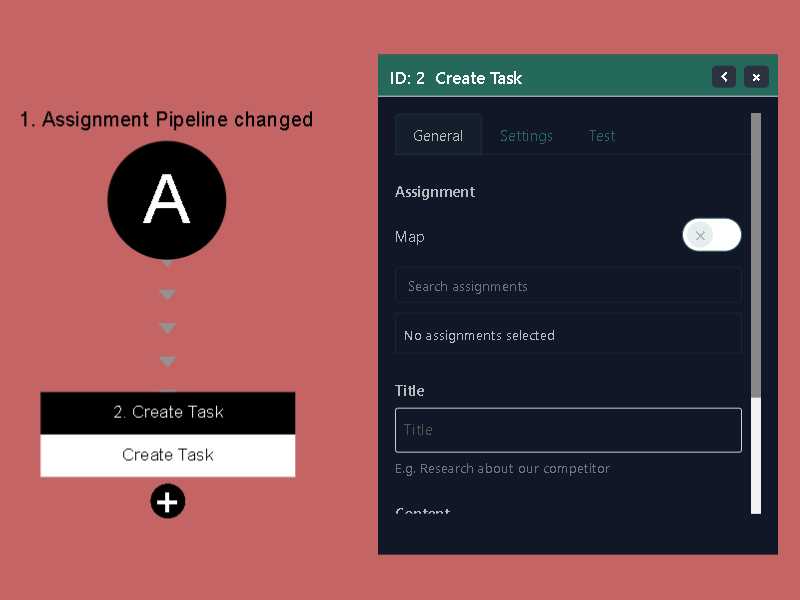 1. Assignment Pipeline changed
A
2. Create Task
Create Task
ID: 2 Create Task
General Settings Test
Assignment
Map
Search assignments
No assignments selected
Title
Title
E.g. Research about our competitor
Content